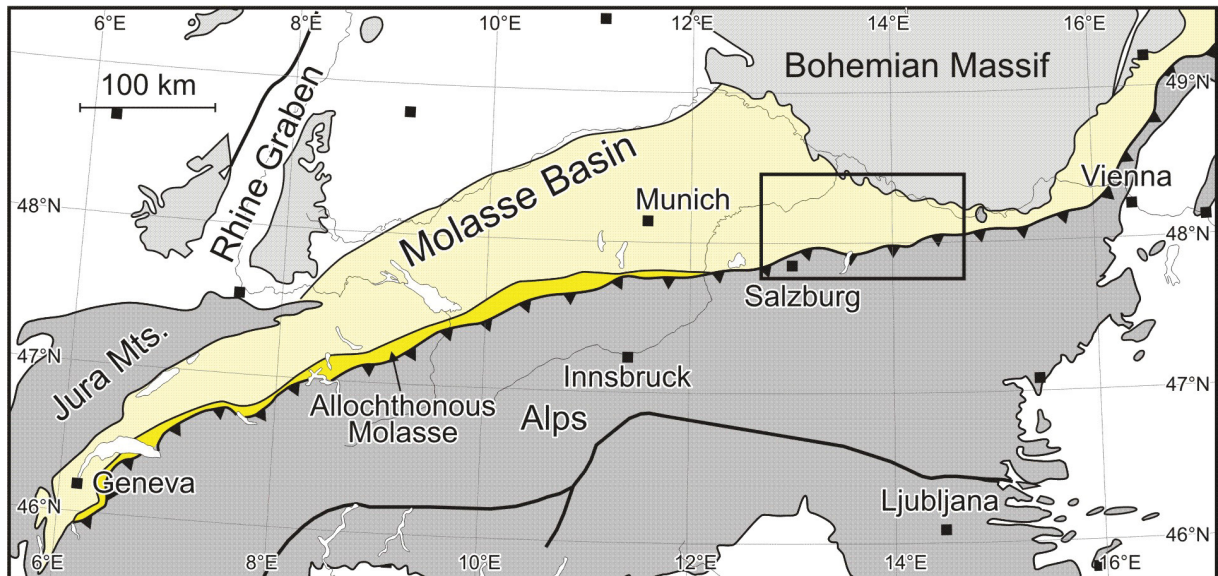 6°E
8°E
10°E
12°E
14°E
16°E
100 km
Rhine Graben
Bohemian Massif
49°N
Molasse Basin
Munich
Vienna
48°N
48°N
Salzburg
Jura Mts.
47°N
Innsbruck
47°N
Allochthonous
Molasse
Alps
Geneva
Ljubljana
46°N
46°N
6°E
8°E
10°E
12°E
14°E
16°E